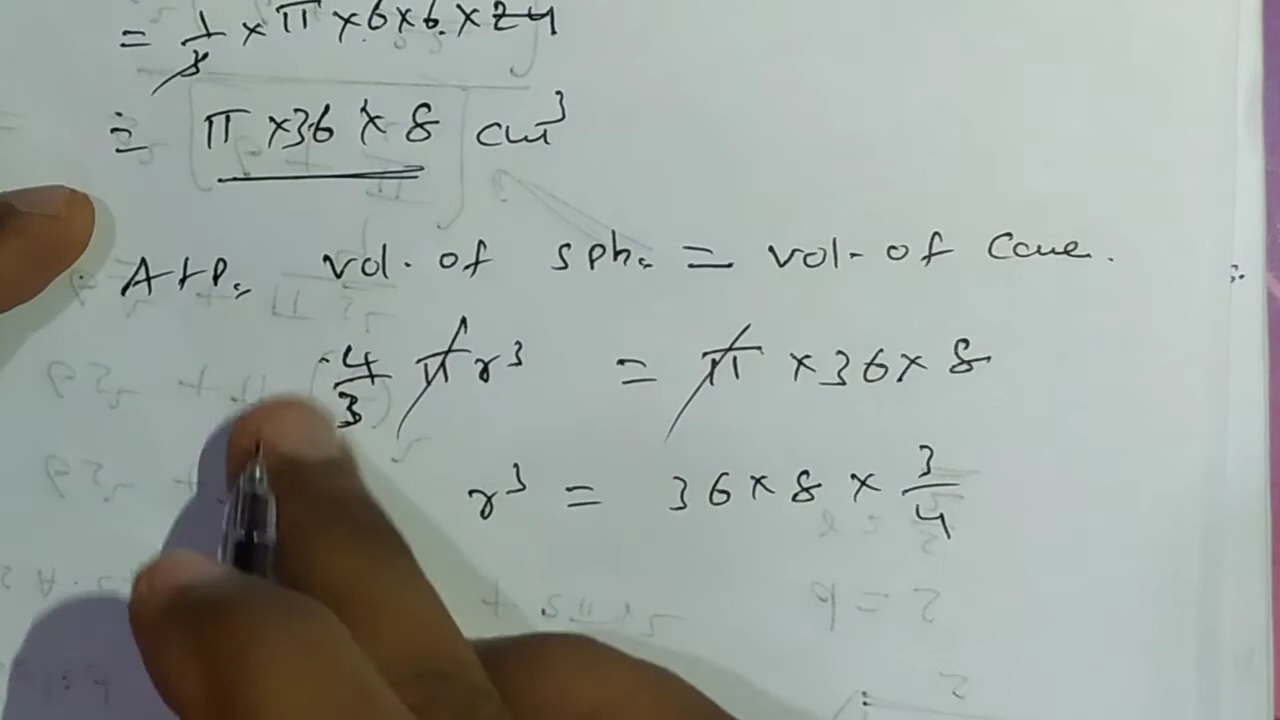 = 1/3 × π × 6 × 6 × 24
= π × 36 × 8 cm³
A t P, vol. of sph. = vol. of Cone.
4/3 π r³ = π × 36 × 8
r³ = 36 × 8 × 3/4